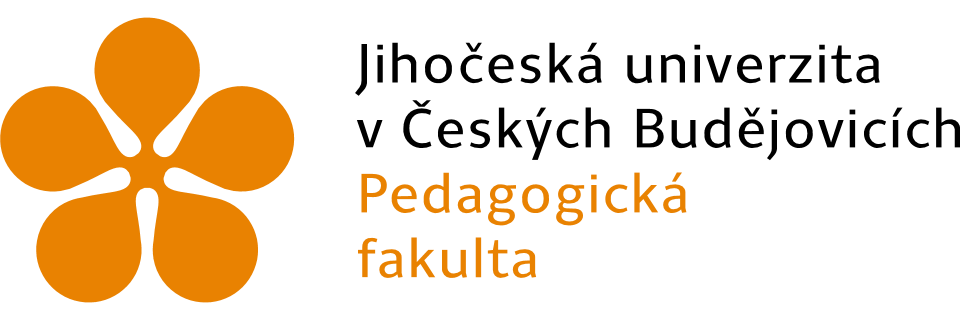 Jihočeská univerzita
v Českých Budějovicích
Pedagogická
fakulta